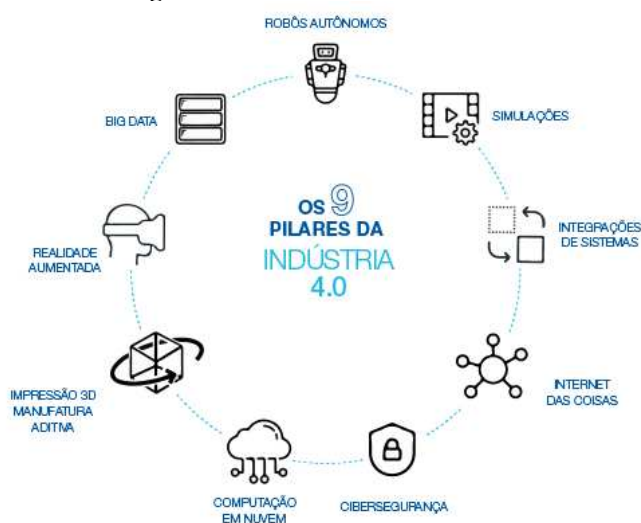 ROBÔS AUTÔNOMOS
BIG DATA
SIMULAÇÕES
OS 9
PILARES DA
INDÚSTRIA
4.0
INTEGRAÇÕES
DE SISTEMAS
REALIDADE
AUMENTADA
INTERNET
DAS COISAS
IMPRESSÃO 3D
MANUFATURA
ADITIVA
COMPUTAÇÃO
EM NUVEM
CIBERSEGURANÇA